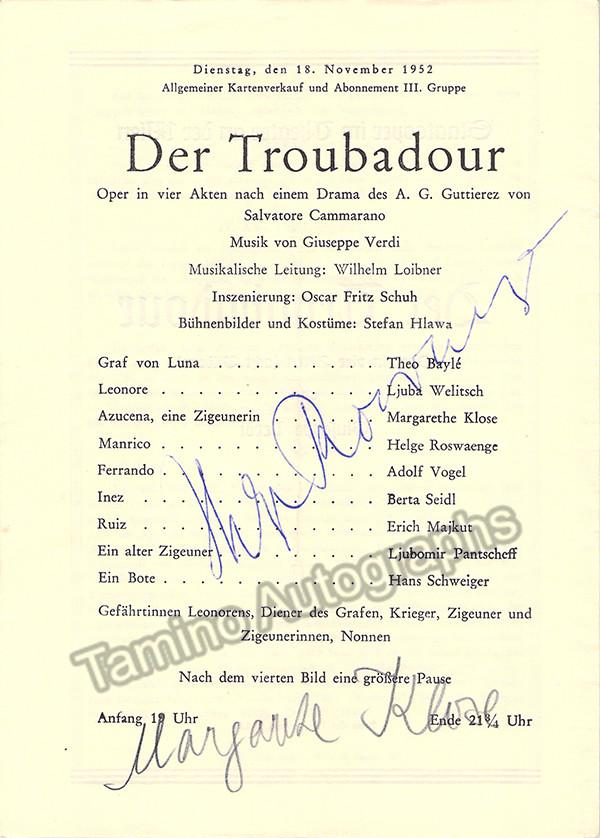 Dienstag, den 18. November 1952
Allgemeiner Kartenverkauf und Abonnement III. Gruppe
Der Troubadour
Oper in vier Akten nach einem Drama des A. G. Guttierez von
Salvatore Cammarano
Musik von Giuseppe Verdi
Musikalische Leitung: Wilhelm Loibner
Inszenierung: Oscar Fritz Schuh
Bühnenbilder und Kostüme: Stefan Hlawa
Graf von Luna . . . . . . . . . . Theo Baylé
Leonore . . . . . . . . . . . . Ljuba Welitsch
Azucena, eine Zigeunerin . . . . . . . Margarethe Klose
Manrico . . . . . . . . . . . . Helge Roswaenge
Ferrando . . . . . . . . . . . . Adolf Vogel
Inez . . . . . . . . . . . . . Berta Seidl
Ruiz . . . . . . . . . . . . . Erich Majkut
Ein alter Zigeuner . . . . . . . . . Ljubomir Pantscheff
Ein Bote . . . . . . . . . . . . Hans Schweiger
Gefährtinnen Leonorens, Diener des Grafen, Krieger, Zigeuner und
Zigeunerinnen, Nonnen
Nach dem vierten Bild eine größere Pause
Anfang 19 Uhr Ende 21¾ Uhr
Margarete Klose
Tamino Autographs